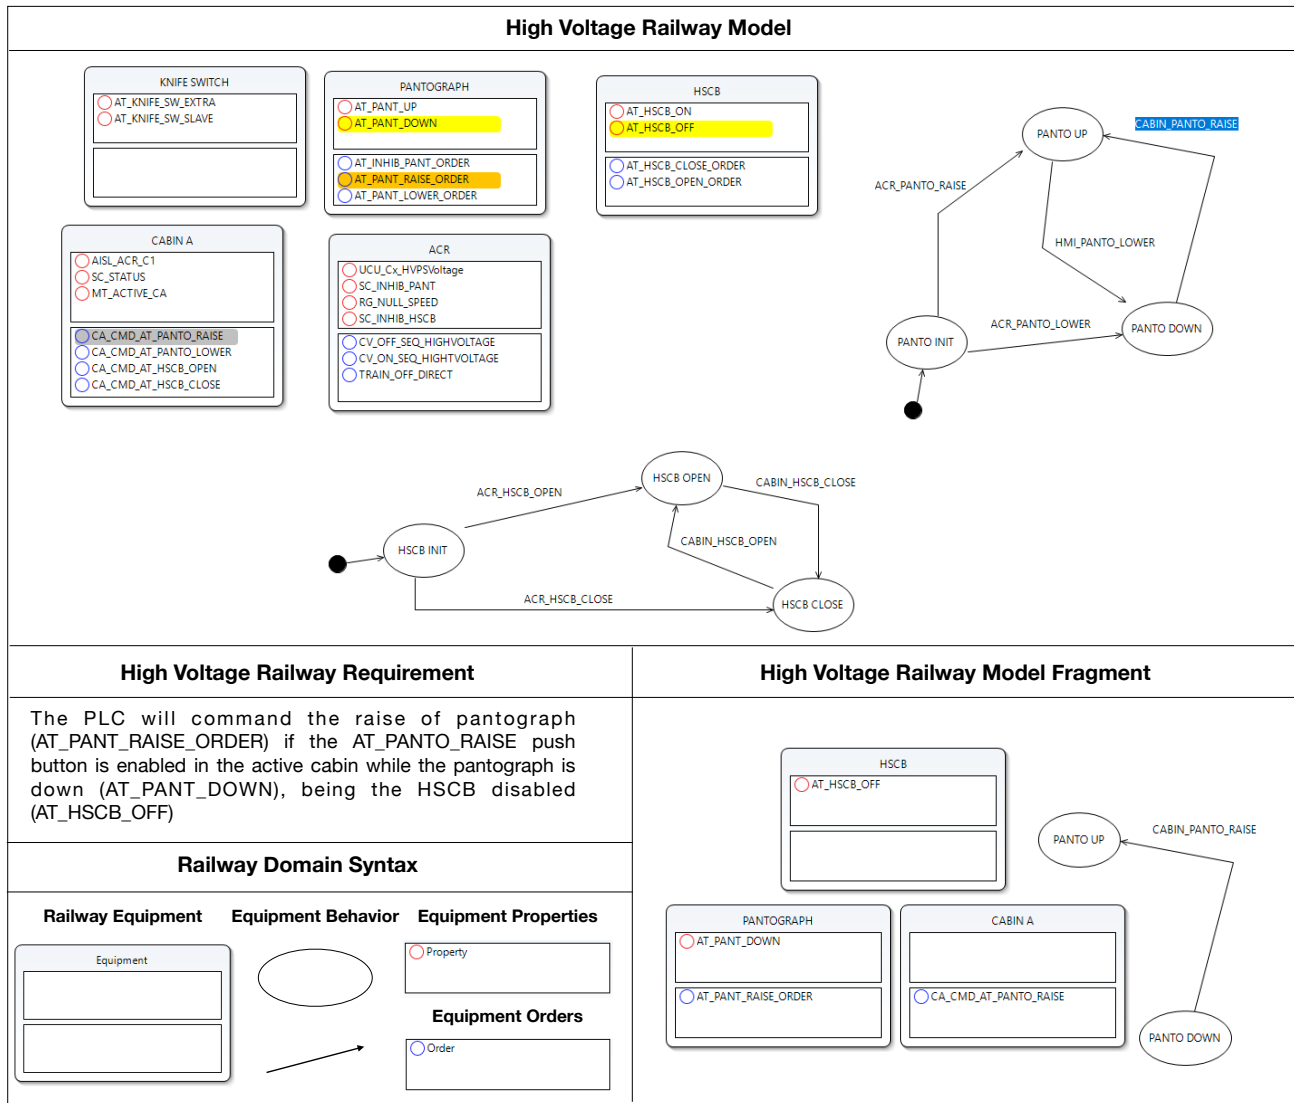 High Voltage Railway Model
KNIFE SWITCH
AT_KNIFE_SW_EXTRA
AT_KNIFE_SW_SLAVE
PANTOGRAPH
AT_PANT_UP
AT_PANT_DOWN
AT_INHIB_PANT_ORDER
AT_PANT_RAISE_ORDER
AT_PANT_LOWER_ORDER
HSCB
AT_HSCB_ON
AT_HSCB_OFF
AT_HSCB_CLOSE_ORDER
AT_HSCB_OPEN_ORDER
CABIN A
AISL_ACR_C1
SC_STATUS
MT_ACTIVE_CA
CA_CMD_AT_PANTO_RAISE
CA_CMD_AT_PANTO_LOWER
CA_CMD_AT_HSCB_OPEN
CA_CMD_AT_HSCB_CLOSE
ACR
UCU_Cx_HVPSVoltage
SC_INHIB_PANT
RG_NULL_SPEED
SC_INHIB_HSCB
CV_OFF_SEQ_HIGHVOLTAGE
CV_ON_SEQ_HIGHTVOLTAGE
TRAIN_OFF_DIRECT
PANTO UP
CABIN_PANTO_RAISE
ACR_PANTO_RAISE
HMI_PANTO_LOWER
ACR_PANTO_LOWER
PANTO INIT
PANTO DOWN
HSCB OPEN
ACR_HSCB_OPEN
CABIN_HSCB_CLOSE
HSCB INIT
CABIN_HSCB_OPEN
ACR_HSCB_CLOSE
HSCB CLOSE
High Voltage Railway Requirement
The PLC will command the raise of pantograph
(AT_PANT_RAISE_ORDER) if the AT_PANTO_RAISE push
button is enabled in the active cabin while the pantograph is
down (AT_PANT_DOWN), being the HSCB disabled
(AT_HSCB_OFF)
Railway Domain Syntax
Railway Equipment
Equipment Behavior
Equipment Properties
Equipment
Property
Equipment Orders
Order
High Voltage Railway Model Fragment
HSCB
AT_HSCB_OFF
PANTO UP
CABIN_PANTO_RAISE
PANTOGRAPH
AT_PANT_DOWN
AT_PANT_RAISE_ORDER
CABIN A
CA_CMD_AT_PANTO_RAISE
PANTO DOWN